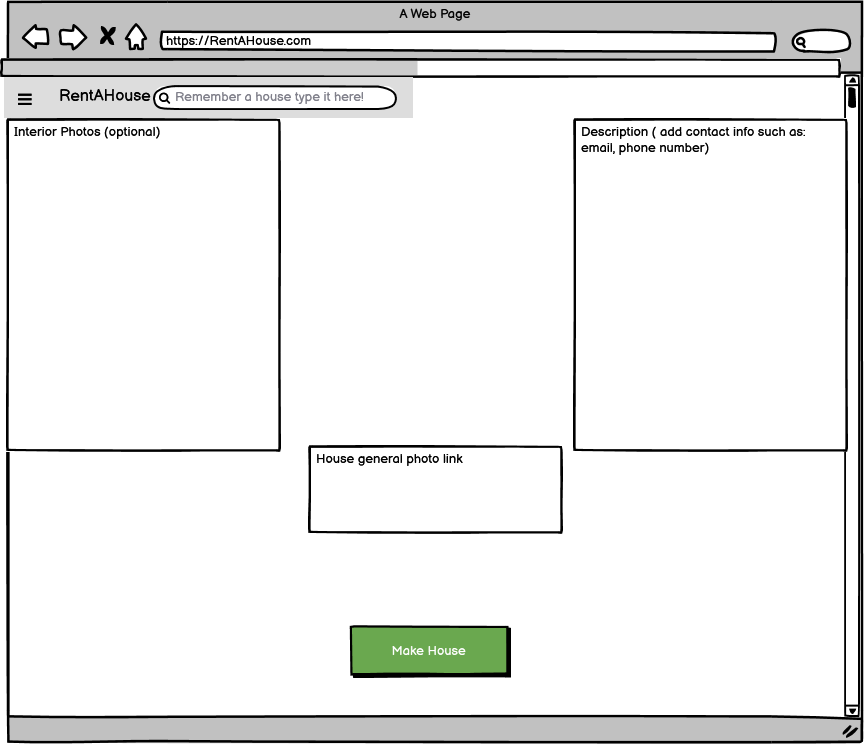 A Web Page
https://RentAHouse.com
RentAHouse
Remember a house type it here!
Interior Photos (optional)
Description ( add contact info such as:
email, phone number)
House general photo link
Make House